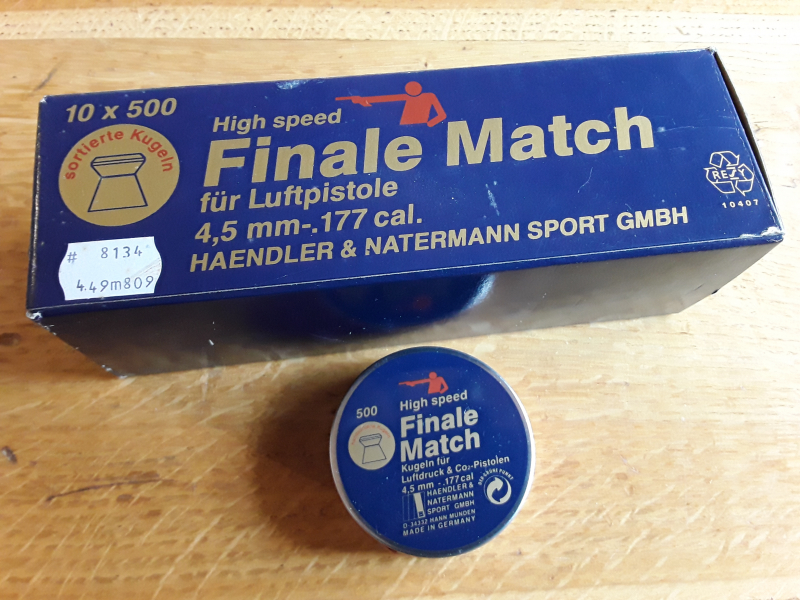 10 x 500
sortierte Kugeln
High speed
Finale Match
für Luftpistole
4,5 mm-.177 cal.
HAENDLER & NATERMANN SPORT GMBH
REZY
10407
# 8134
4.49m809
500
High speed
Finale
Match
Kugeln für
Luftdruck & Co₂-Pistolen
4,5 mm - .177 cal
HAENDLER &
NATERMANN
SPORT GMBH
D-34332 HANN MÜNDEN
MADE IN GERMANY
DER GRÜNE PUNKT